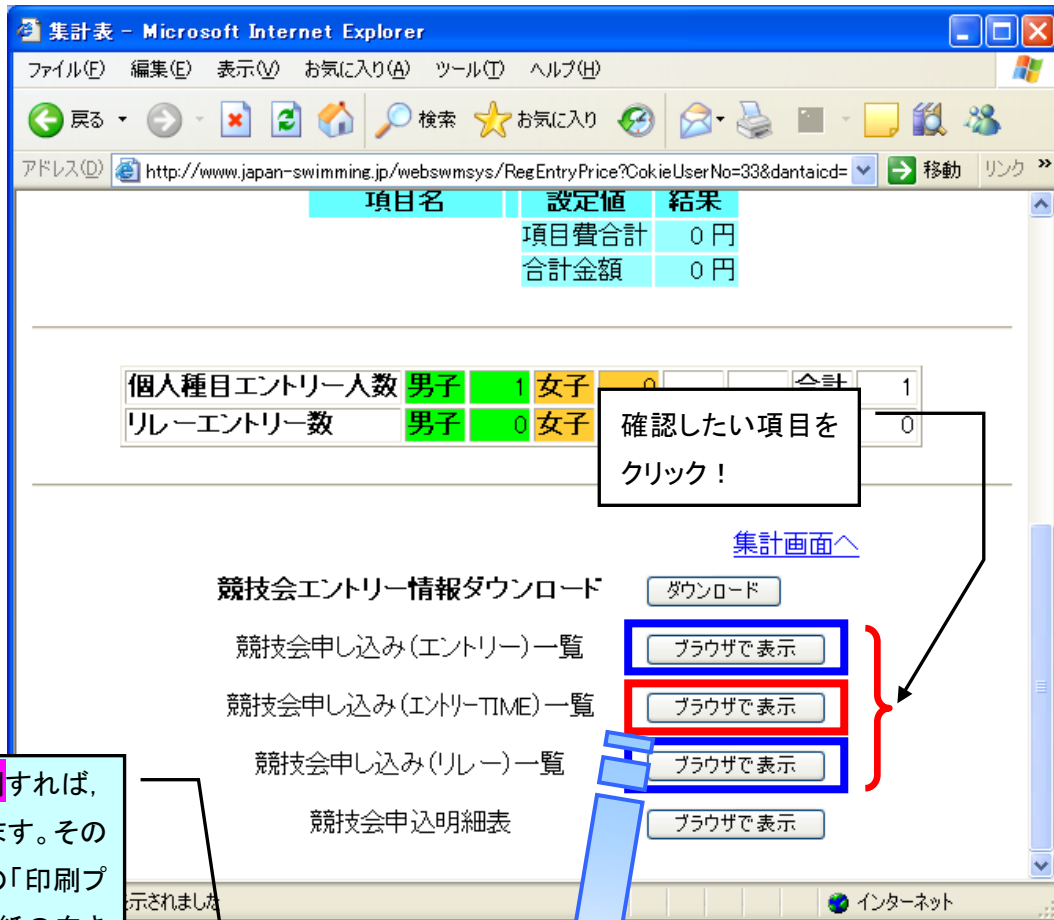 集計表 - Microsoft Internet Explorer
ファイル(F) 編集(E) 表示(V) お気に入り(A) ツール(T) ヘルプ(H)
戻る 検索 お気に入り
アドレス(D) http://www.japan-swimming.jp/webswmsys/RegEntryPrice?CokieUserNo=33&dantaicd= 移動 リンク »
項目名 設定値 結果
項目費合計 0 円
合計金額 0 円
個人種目エントリー人数 男子 1 女子 0 合計 1
リレーエントリー数 男子 0 女子 0
確認したい項目を
クリック！
集計画面へ
競技会エントリー情報ダウンロード ダウンロード
競技会申し込み(エントリー)一覧 ブラウザで表示
競技会申し込み(エントリーTIME)一覧 ブラウザで表示
競技会申し込み(リレー)一覧 ブラウザで表示
競技会申込明細表 ブラウザで表示
すれば,
ます。その
の「印刷プ
示されました
インターネット